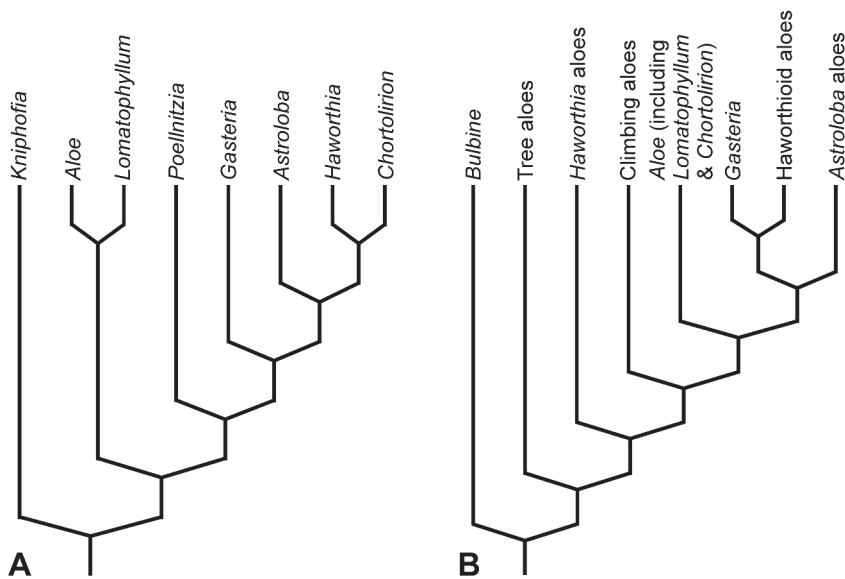 Kniphofia
Aloe
Lomatophyllum
Poellnitzia
Gasteria
Astroloba
Haworthia
Chortolirion
A
Bulbine
Tree aloes
Haworthia aloes
Climbing aloes
Aloe (including
Lomatophyllum
& Chortolirion)
Gasteria
Haworthioid aloes
Astroloba aloes
B